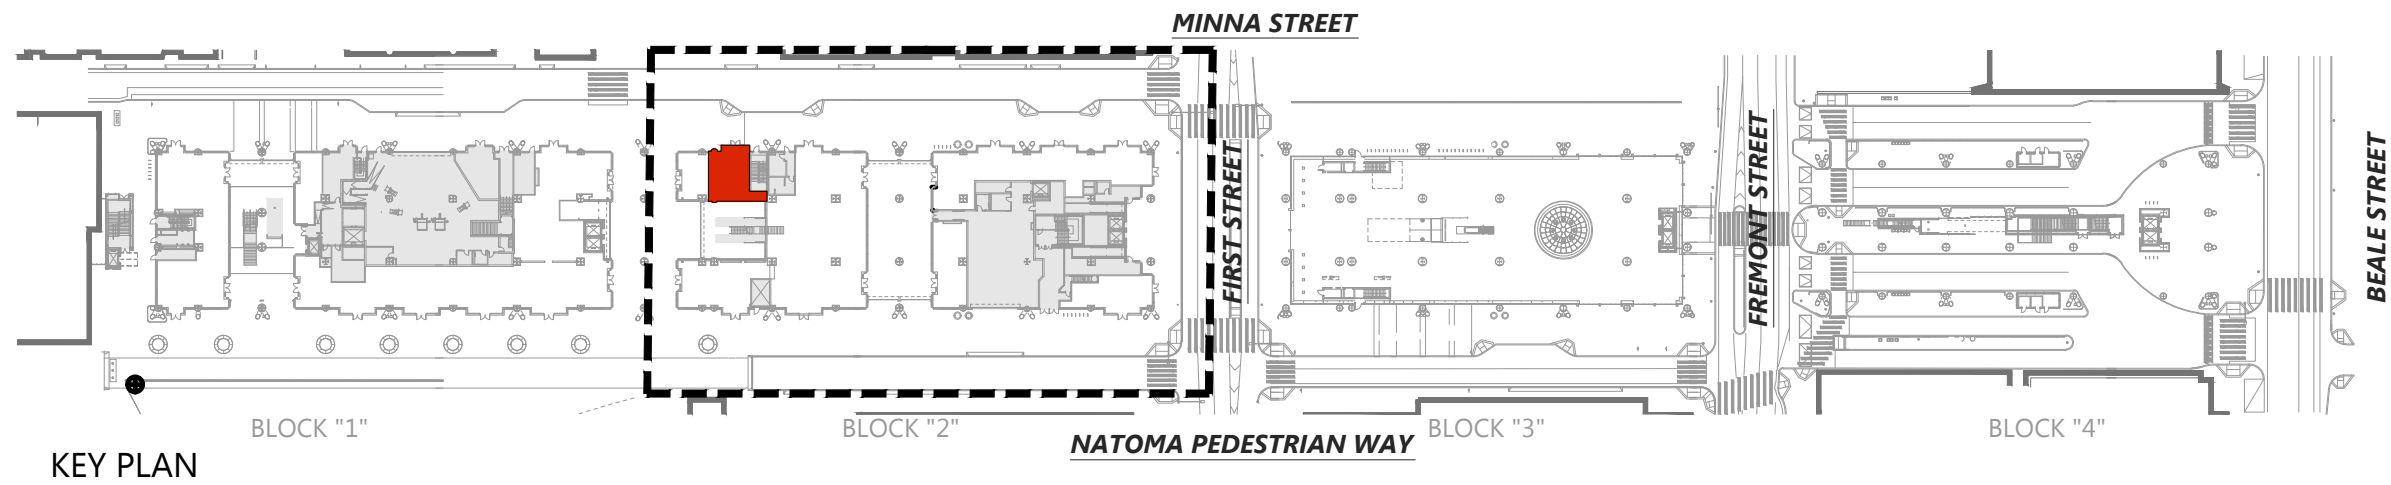 MINNA STREET
FIRST STREET
FREMONT STREET
BEALE STREET
BLOCK "1"
BLOCK "2"
BLOCK "3"
BLOCK "4"
NATOMA PEDESTRIAN WAY
KEY PLAN